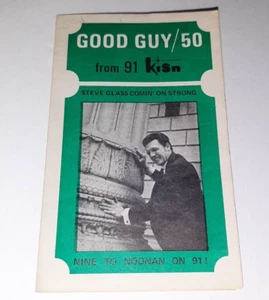 GOOD GUY/50
from 91 kisn
STEVE GLASS COMIN' ON STRONG
NINE TO NOONAN ON 91!